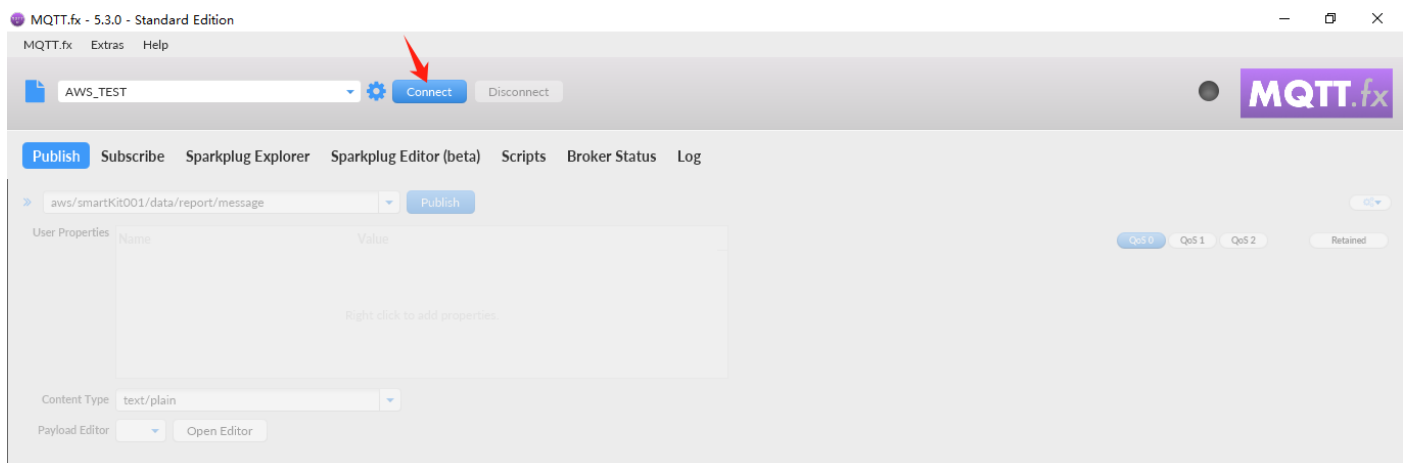 MQTT.fx - 5.3.0 - Standard Edition
MQTT.fx Extras Help
AWS_TEST Connect Disconnect MQTT.fx
Publish Subscribe Sparkplug Explorer Sparkplug Editor (beta) Scripts Broker Status Log
aws/smartKit001/data/report/message Publish
User Properties Name Value QoS 0 QoS 1 QoS 2 Retained
Right click to add properties.
Content Type text/plain
Payload Editor Open Editor